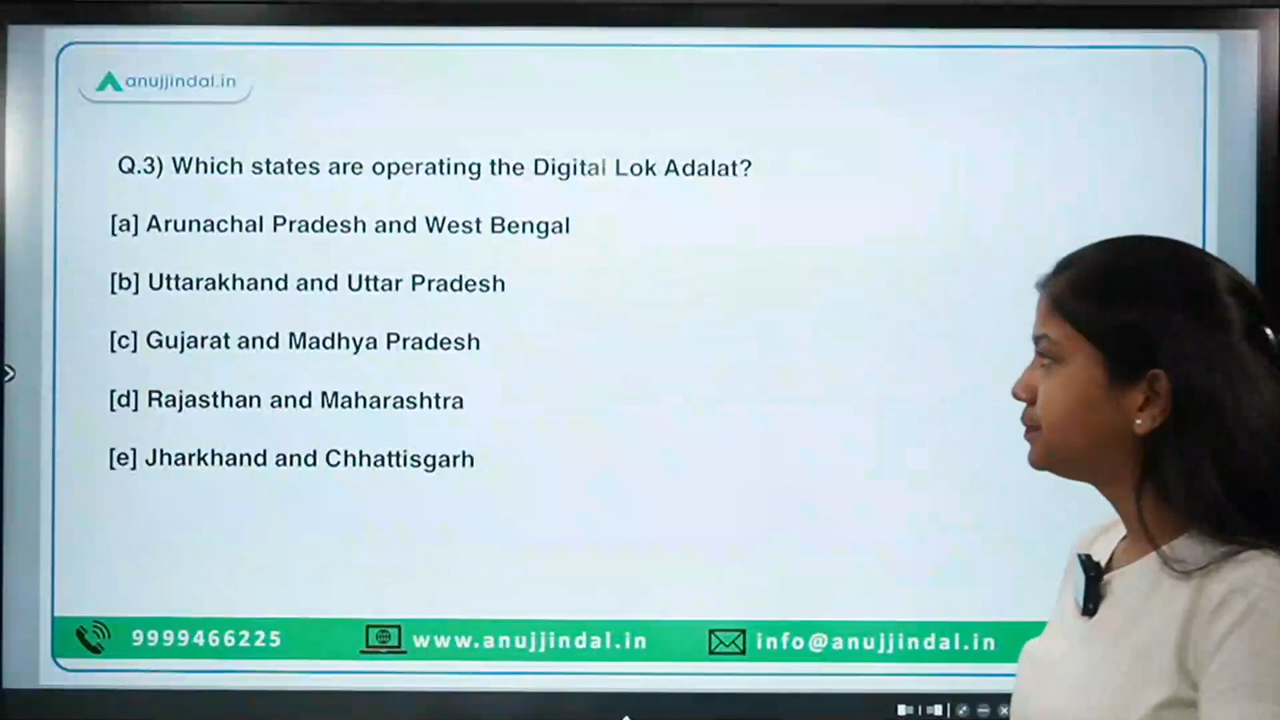 anujjindal.in
Q.3) Which states are operating the Digital Lok Adalat?
[a] Arunachal Pradesh and West Bengal
[b] Uttarakhand and Uttar Pradesh
[c] Gujarat and Madhya Pradesh
[d] Rajasthan and Maharashtra
[e] Jharkhand and Chhattisgarh
9999466225 www.anujjindal.in info@anujjindal.in